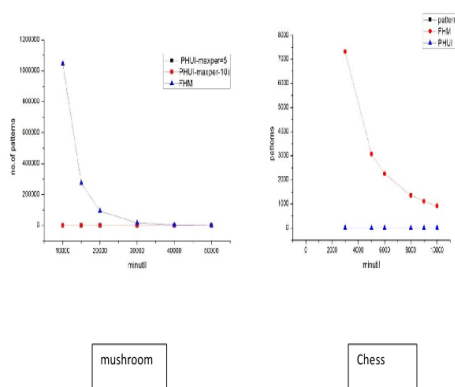 1200000
1000000
800000
600000
400000
200000
0
no.of patterns
PHUI-maxper=5
PHUI-maxper-10
FHM
10000 20000 30000 40000 60000
minutil
mushroom
8000
7000
6000
5000
4000
3000
2000
1000
0
patterns
pattern
FHM
PHUI
0 2000 4000 6000 8000 10000
minutil
Chess